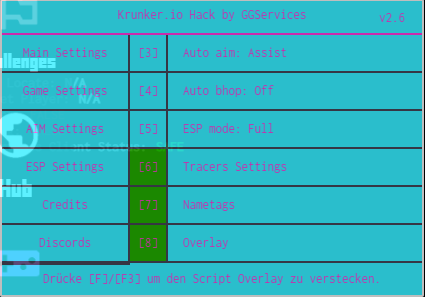 Krunker.io Hack by GGServices
v2.6
Main Settings [3] Auto aim: Assist
allenges
N/A
Game Settings [4] Auto bhop: Off
N/A
AIM Settings [5] ESP mode: Full
ESP Settings [6] Tracers Settings
Hub
Credits [7] Nametags
Discords [8] Overlay
Drücke [F]/[F3] um den Script Overlay zu verstecken.